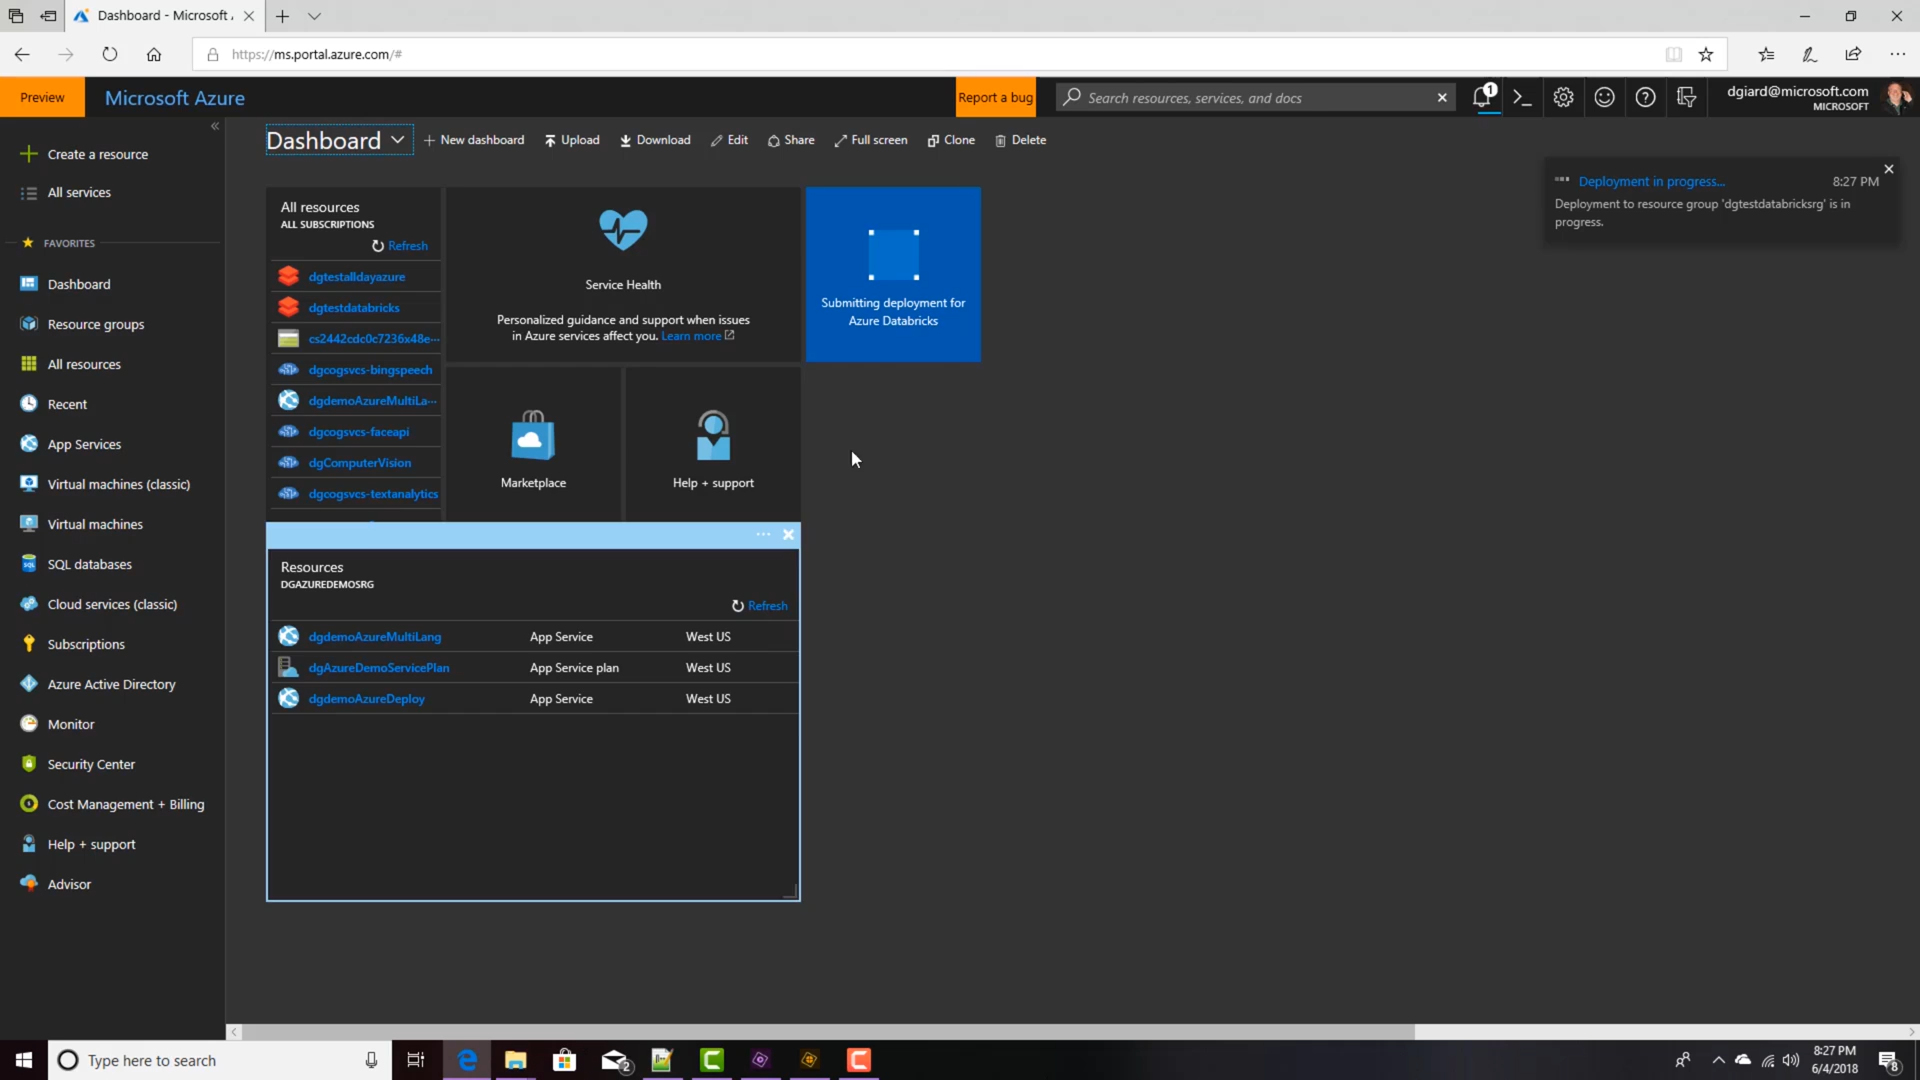 Dashboard - Microsoft
https://ms.portal.azure.com/#
Preview
Microsoft Azure
Report a bug
Search resources, services, and docs
1
dgiard@microsoft.com
MICROSOFT
Create a resource
All services
FAVORITES
Dashboard
Resource groups
All resources
Recent
App Services
Virtual machines (classic)
Virtual machines
SQL databases
Cloud services (classic)
Subscriptions
Azure Active Directory
Monitor
Security Center
Cost Management + Billing
Help + support
Advisor
Dashboard
New dashboard
Upload
Download
Edit
Share
Full screen
Clone
Delete
All resources
ALL SUBSCRIPTIONS
Refresh
dgtestalldayazure
dgtestdatabricks
cs2442cdc0c7236x48e···
dgcogsvcs-bingspeech
dgdemoAzureMultiLa···
dgcogsvcs-faceapi
dgComputerVision
dgcogsvcs-textanalytics
Service Health
Personalized guidance and support when issues
in Azure services affect you. Learn more
Submitting deployment for
Azure Databricks
Marketplace
Help + support
Deployment in progress...
8:27 PM
Deployment to resource group 'dgtestdatabricksrg' is in
progress.
Resources
DGAZUREDEMOSRG
Refresh
dgdemoAzureMultiLang App Service West US
dgAzureDemoServicePlan App Service plan West US
dgdemoAzureDeploy App Service West US
Type here to search
2
8:27 PM
6/4/2018
8